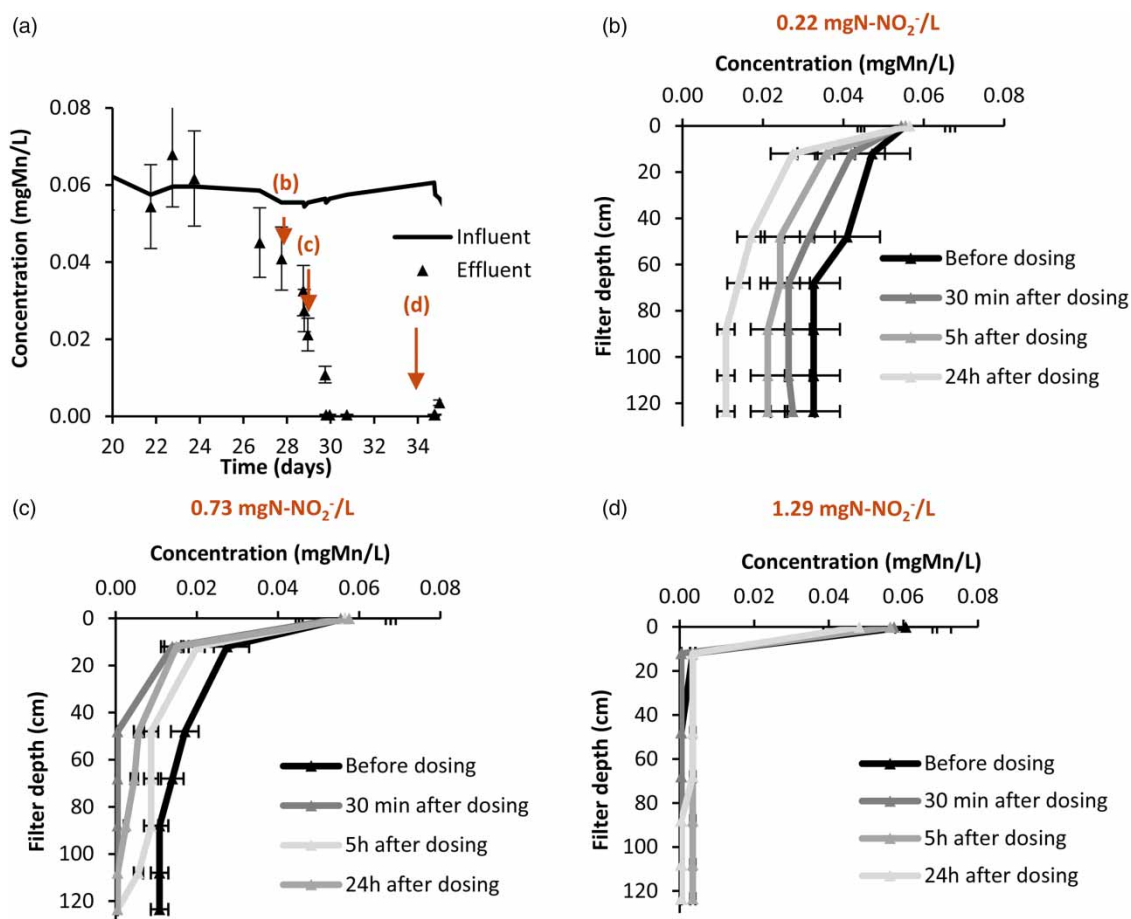 (a)
0.08
0.06
0.04
0.02
0.00
Concentration (mgMn/L)
20 22 24 26 28 30 32 34
Time (days)
(b)
(c)
(d)
Influent
Effluent
(b)
0.22 mgN-NO₂⁻/L
Concentration (mgMn/L)
0.00 0.02 0.04 0.06 0.08
0
20
40
60
80
100
120
Filter depth (cm)
Before dosing
30 min after dosing
5h after dosing
24h after dosing
(c)
0.73 mgN-NO₂⁻/L
Concentration (mgMn/L)
0.00 0.02 0.04 0.06 0.08
0
20
40
60
80
100
120
Filter depth (cm)
Before dosing
30 min after dosing
5h after dosing
24h after dosing
(d)
1.29 mgN-NO₂⁻/L
Concentration (mgMn/L)
0.00 0.02 0.04 0.06 0.08
0
20
40
60
80
100
120
Filter depth (cm)
Before dosing
30 min after dosing
5h after dosing
24h after dosing